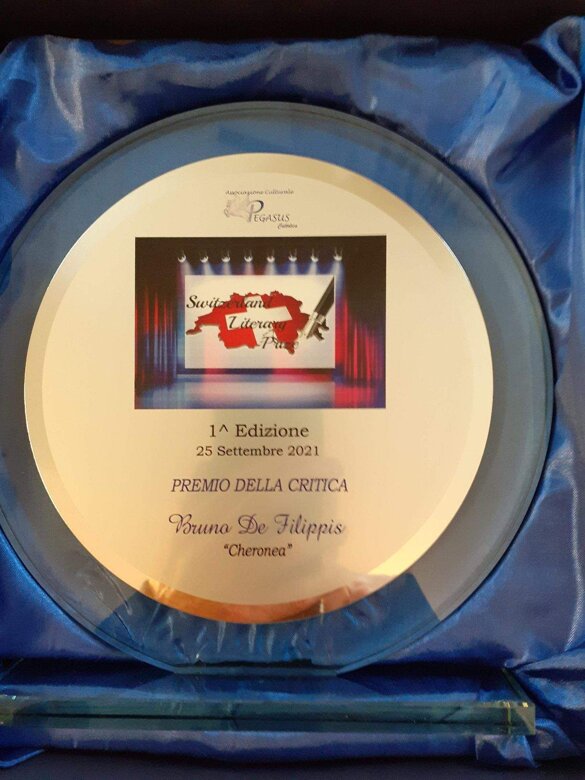 Associazione Culturale
PEGASUS
Cattolica
Switzerland
Literary
Prize
1^ Edizione
25 Settembre 2021
PREMIO DELLA CRITICA
Bruno De Filippis
"Cheronea"